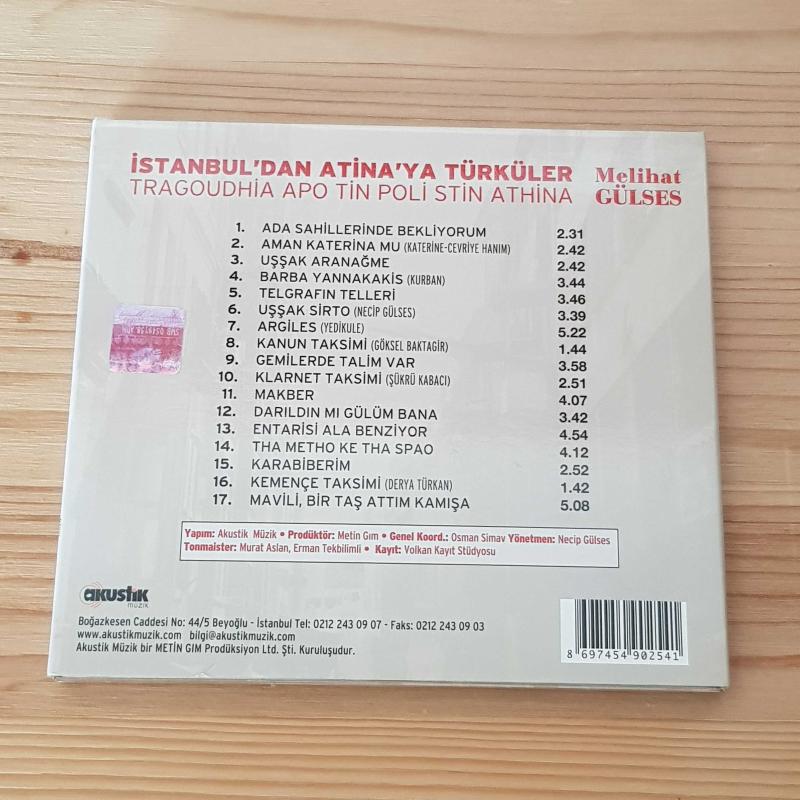 İSTANBUL'DAN ATİNA'YA TÜRKÜLER
TRAGOUDHİA APO TİN POLİ STİN ATHİNA
Melihat
GÜLSES
1. ADA SAHİLLERİNDE BEKLİYORUM 2.31
2. AMAN KATERİNA MU (KATERİNE-CEVRİYE HANIM) 2.42
3. UŞŞAK ARANAĞME 2.42
4. BARBA YANNAKAKİS (KURBAN) 3.44
5. TELGRAFIN TELLERİ 3.46
6. UŞŞAK SİRTO (NECİP GÜLSES) 3.39
7. ARGİLES (YEDİKULE) 5.22
8. KANUN TAKSİMİ (GÖKSEL BAKTAGİR) 1.44
9. GEMİLERDE TALİM VAR 3.58
10. KLARNET TAKSİMİ (ŞÜKRÜ KABACI) 2.51
11. MAKBER 4.07
12. DARILDIN MI GÜLÜM BANA 3.42
13. ENTARİSİ ALA BENZİYOR 4.54
14. THA METHO KE THA SPAO 4.12
15. KARABİBERİM 2.52
16. KEMENÇE TAKSİMİ (DERYA TÜRKAN) 1.42
17. MAVİLİ, BİR TAŞ ATTIM KAMIŞA 5.08
Yapım: Akustik Müzik • Prodüktör: Metin Gım • Genel Koord.: Osman Simav Yönetmen: Necip Gülses
Tonmaister: Murat Aslan, Erman Tekbilimli • Kayıt: Volkan Kayıt Stüdyosu
akustik
müzik
Boğazkesen Caddesi No: 44/5 Beyoğlu - İstanbul Tel: 0212 243 09 07 - Faks: 0212 243 09 03
www.akustikmuzik.com bilgi@akustikmuzik.com
Akustik Müzik bir METİN GIM Prodüksiyon Ltd. Şti. Kuruluşudur.
8 697454 902541